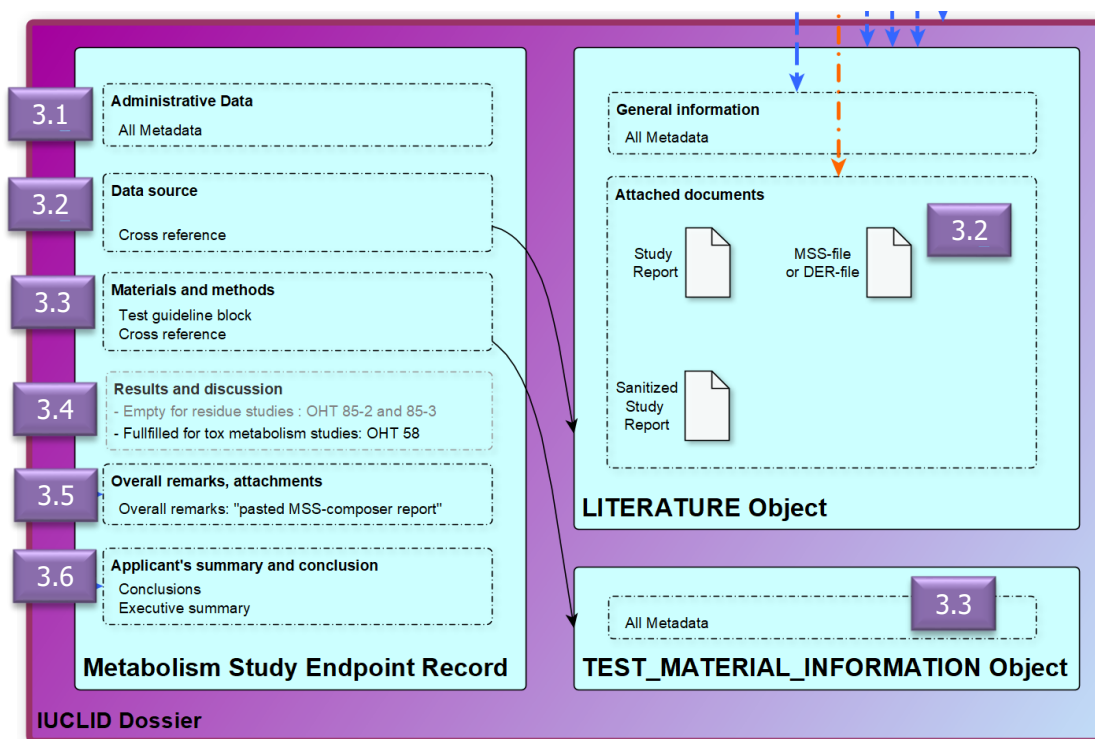 3.1
Administrative Data
All Metadata
3.2
Data source
Cross reference
3.3
Materials and methods
Test guideline block
Cross reference
3.4
Results and discussion
- Empty for residue studies : OHT 85-2 and 85-3
- Fullfilled for tox metabolism studies: OHT 58
3.5
Overall remarks, attachments
Overall remarks: "pasted MSS-composer report"
3.6
Applicant's summary and conclusion
Conclusions
Executive summary
Metabolism Study Endpoint Record
General information
All Metadata
Attached documents
3.2
Study
Report
MSS-file
or DER-file
Sanitized
Study
Report
LITERATURE Object
3.3
All Metadata
TEST_MATERIAL_INFORMATION Object
IUCLID Dossier